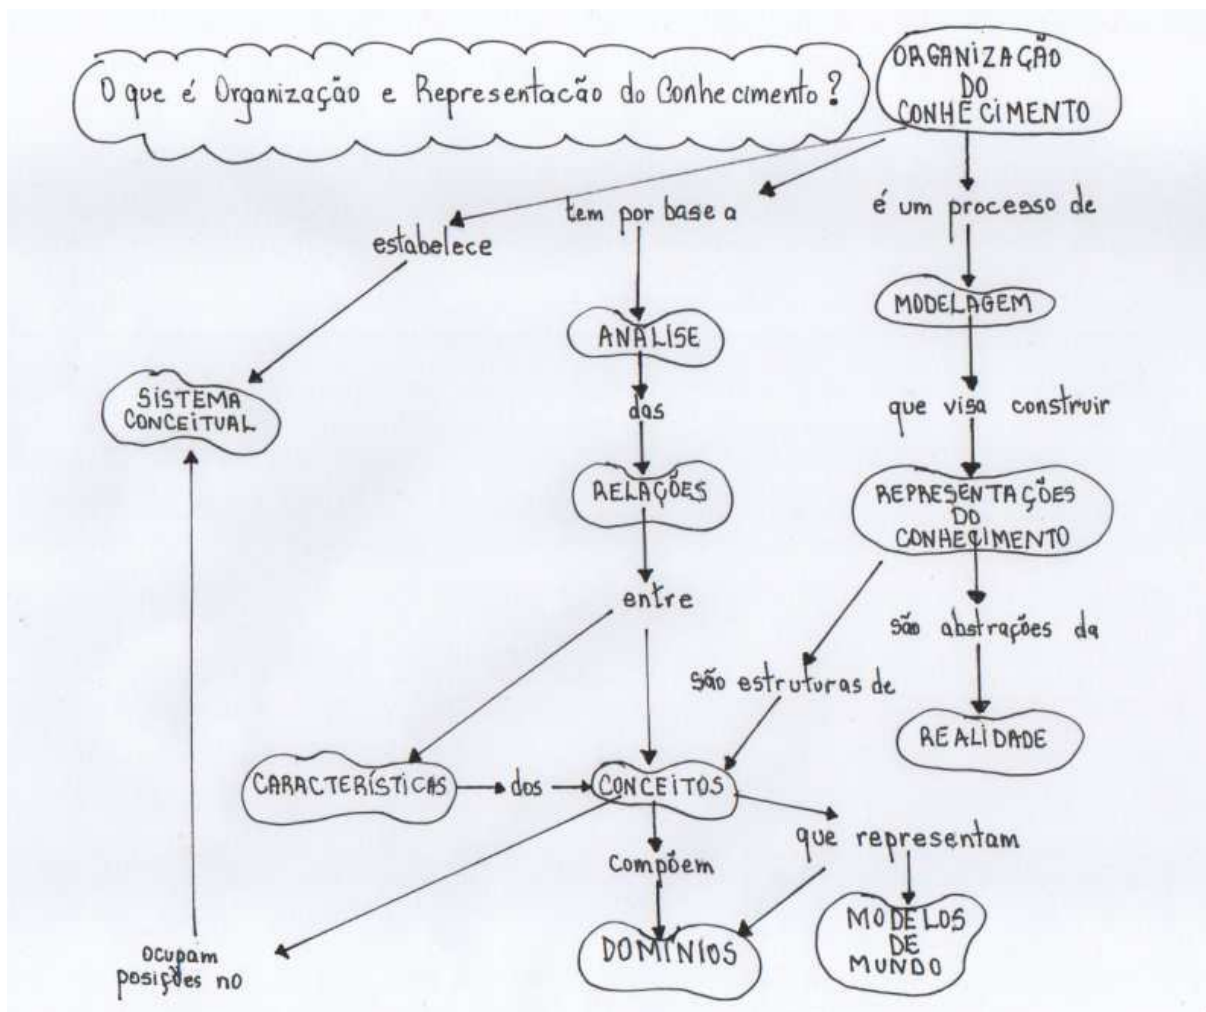 O que é Organização e Representacão do Conhecimento?
ORGANIZAÇÃO
DO
CONHECIMENTO
estabelece
tem por base a
é um processo de
MODELAGEM
ANÁLISE
SISTEMA
CONCEITUAL
das
que visa construir
RELAÇÕES
REPRESENTAÇÕES
DO
CONHECIMENTO
entre
são abstrações da
são estruturas de
REALIDADE
CARACTERÍSTICAS
dos
CONCEITOS
que representam
compõem
MODELOS
DE
MUNDO
DOMÍNIOS
ocupam
posições no